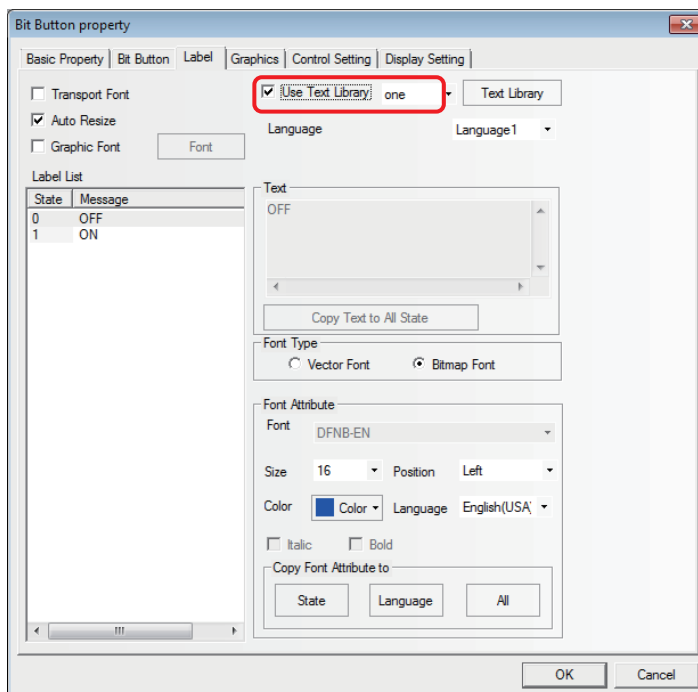 Bit Button property
Basic Property Bit Button Label Graphics Control Setting Display Setting
Transport Font
Auto Resize
Graphic Font Font
Label List
State Message
0 OFF
1 ON
Use Text Library one Text Library
Language Language1
Text
OFF
Copy Text to All State
Font Type
Vector Font Bitmap Font
Font Attribute
Font DFNB-EN
Size 16 Position Left
Color Color Language English(USA)
Italic Bold
Copy Font Attribute to
State Language All
OK Cancel